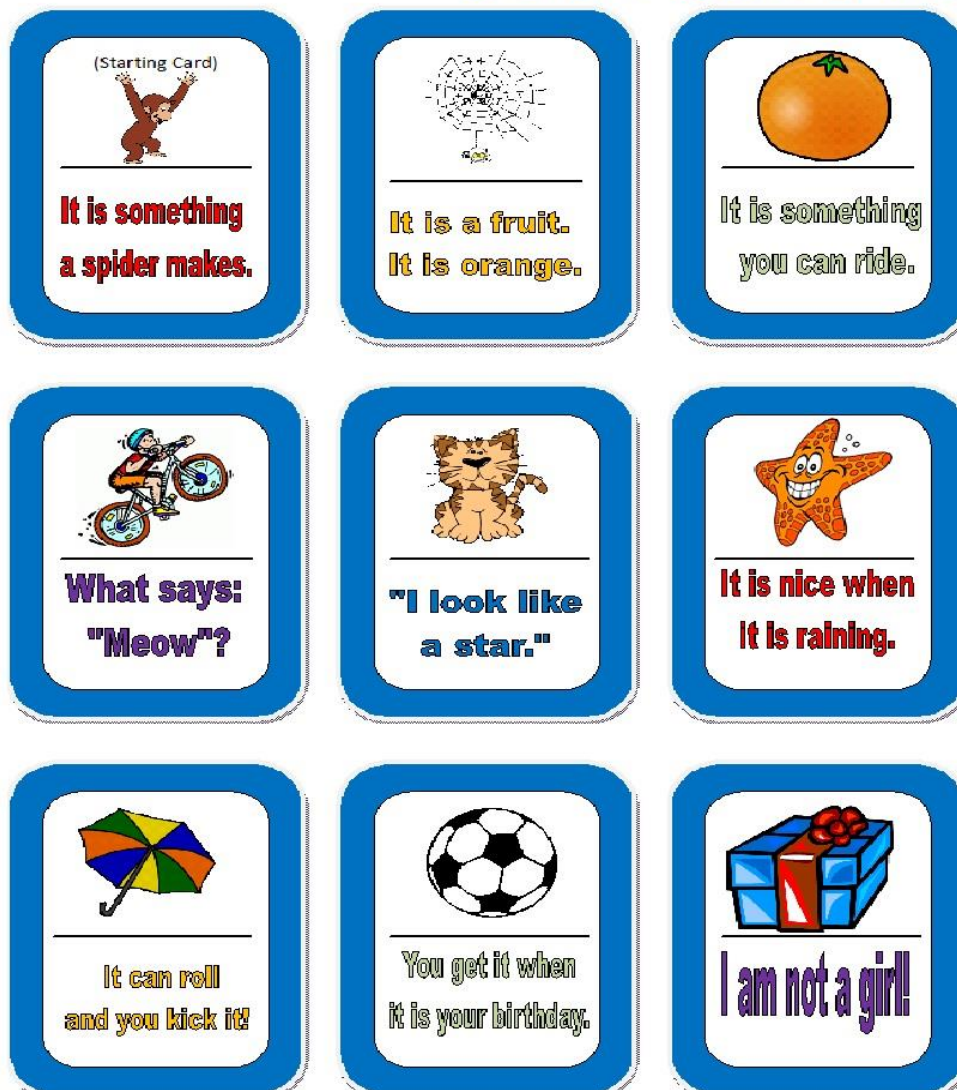 (Starting Card)
It is something
a spider makes.
It is a fruit.
It is orange.
It is something
you can ride.
What says:
"Meow"?
"I look like
a star."
It is nice when
it is raining.
It can roll
and you kick it!
You get it when
it is your birthday.
I am not a girl!